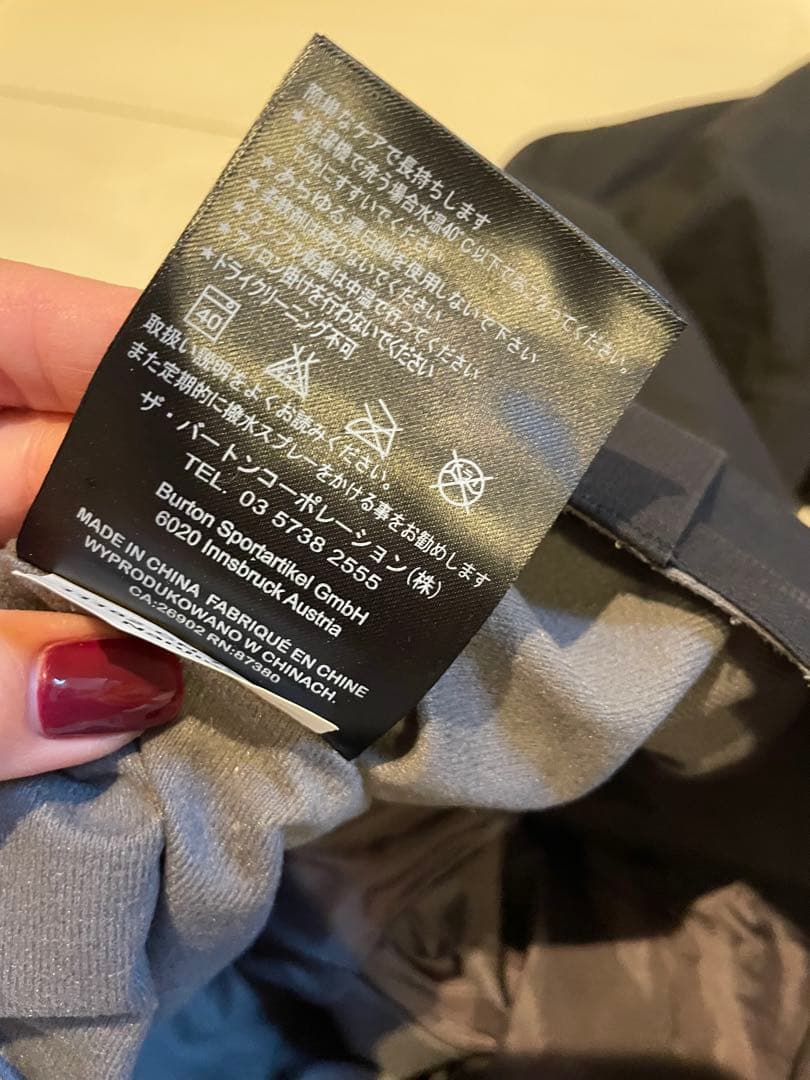 簡単なケアで長持ちします
★洗濯機で洗う場合水温40℃以下で洗ってください。
十分にすすいでください
★あらゆる漂白剤を使用しないで下さい
★柔軟剤は使わないでください
★タンブラー乾燥は中温で行ってください
★アイロン掛けを行わないでください
★ドライクリーニング不可
40
取扱い説明をよくお読みください。
また定期的に撥水スプレーをかける事をお勧めします
ザ・バートンコーポレーション(株)
TEL. 03 5738 2555
Burton Sportartikel GmbH
6020 Innsbruck Austria
MADE IN CHINA FABRIQUÉ EN CHINE
WYPRODUKOWANO W CHINACH.
CA:26902 RN:87380